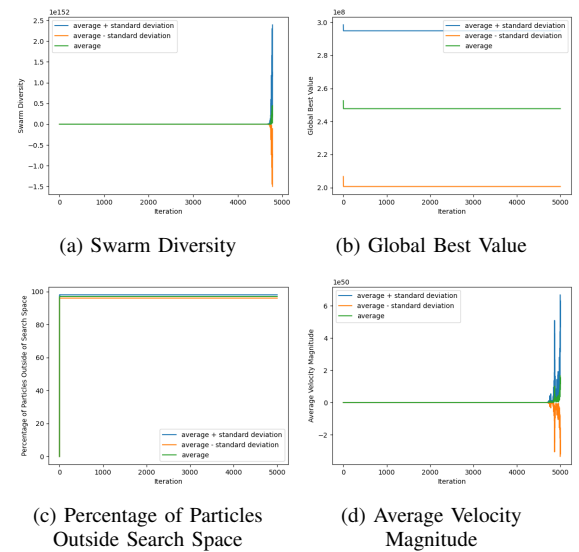 1e152
average + standard deviation
average - standard deviation
average
2.5
2.0
1.5
1.0
0.5
0.0
−0.5
−1.0
−1.5
Swarm Diversity
0 1000 2000 3000 4000 5000
Iteration
(a) Swarm Diversity
1e8
average + standard deviation
average - standard deviation
average
3.0
2.8
2.6
2.4
2.2
2.0
Global Best Value
0 1000 2000 3000 4000 5000
Iteration
(b) Global Best Value
100
80
60
40
20
0
Percentage of Particles Outside of Search Space
average + standard deviation
average - standard deviation
average
0 1000 2000 3000 4000 5000
Iteration
(c) Percentage of Particles
Outside Search Space
1e50
average + standard deviation
average - standard deviation
average
6
4
2
0
−2
Average Velocity Magnitude
0 1000 2000 3000 4000 5000
Iteration
(d) Average Velocity
Magnitude